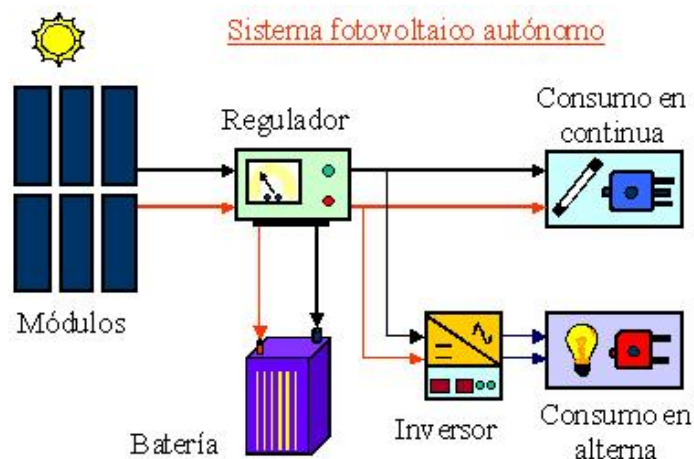 Sistema fotovoltaico autónomo
Regulador
Consumo en
continua
Módulos
Batería
Inversor
Consumo en
alterna